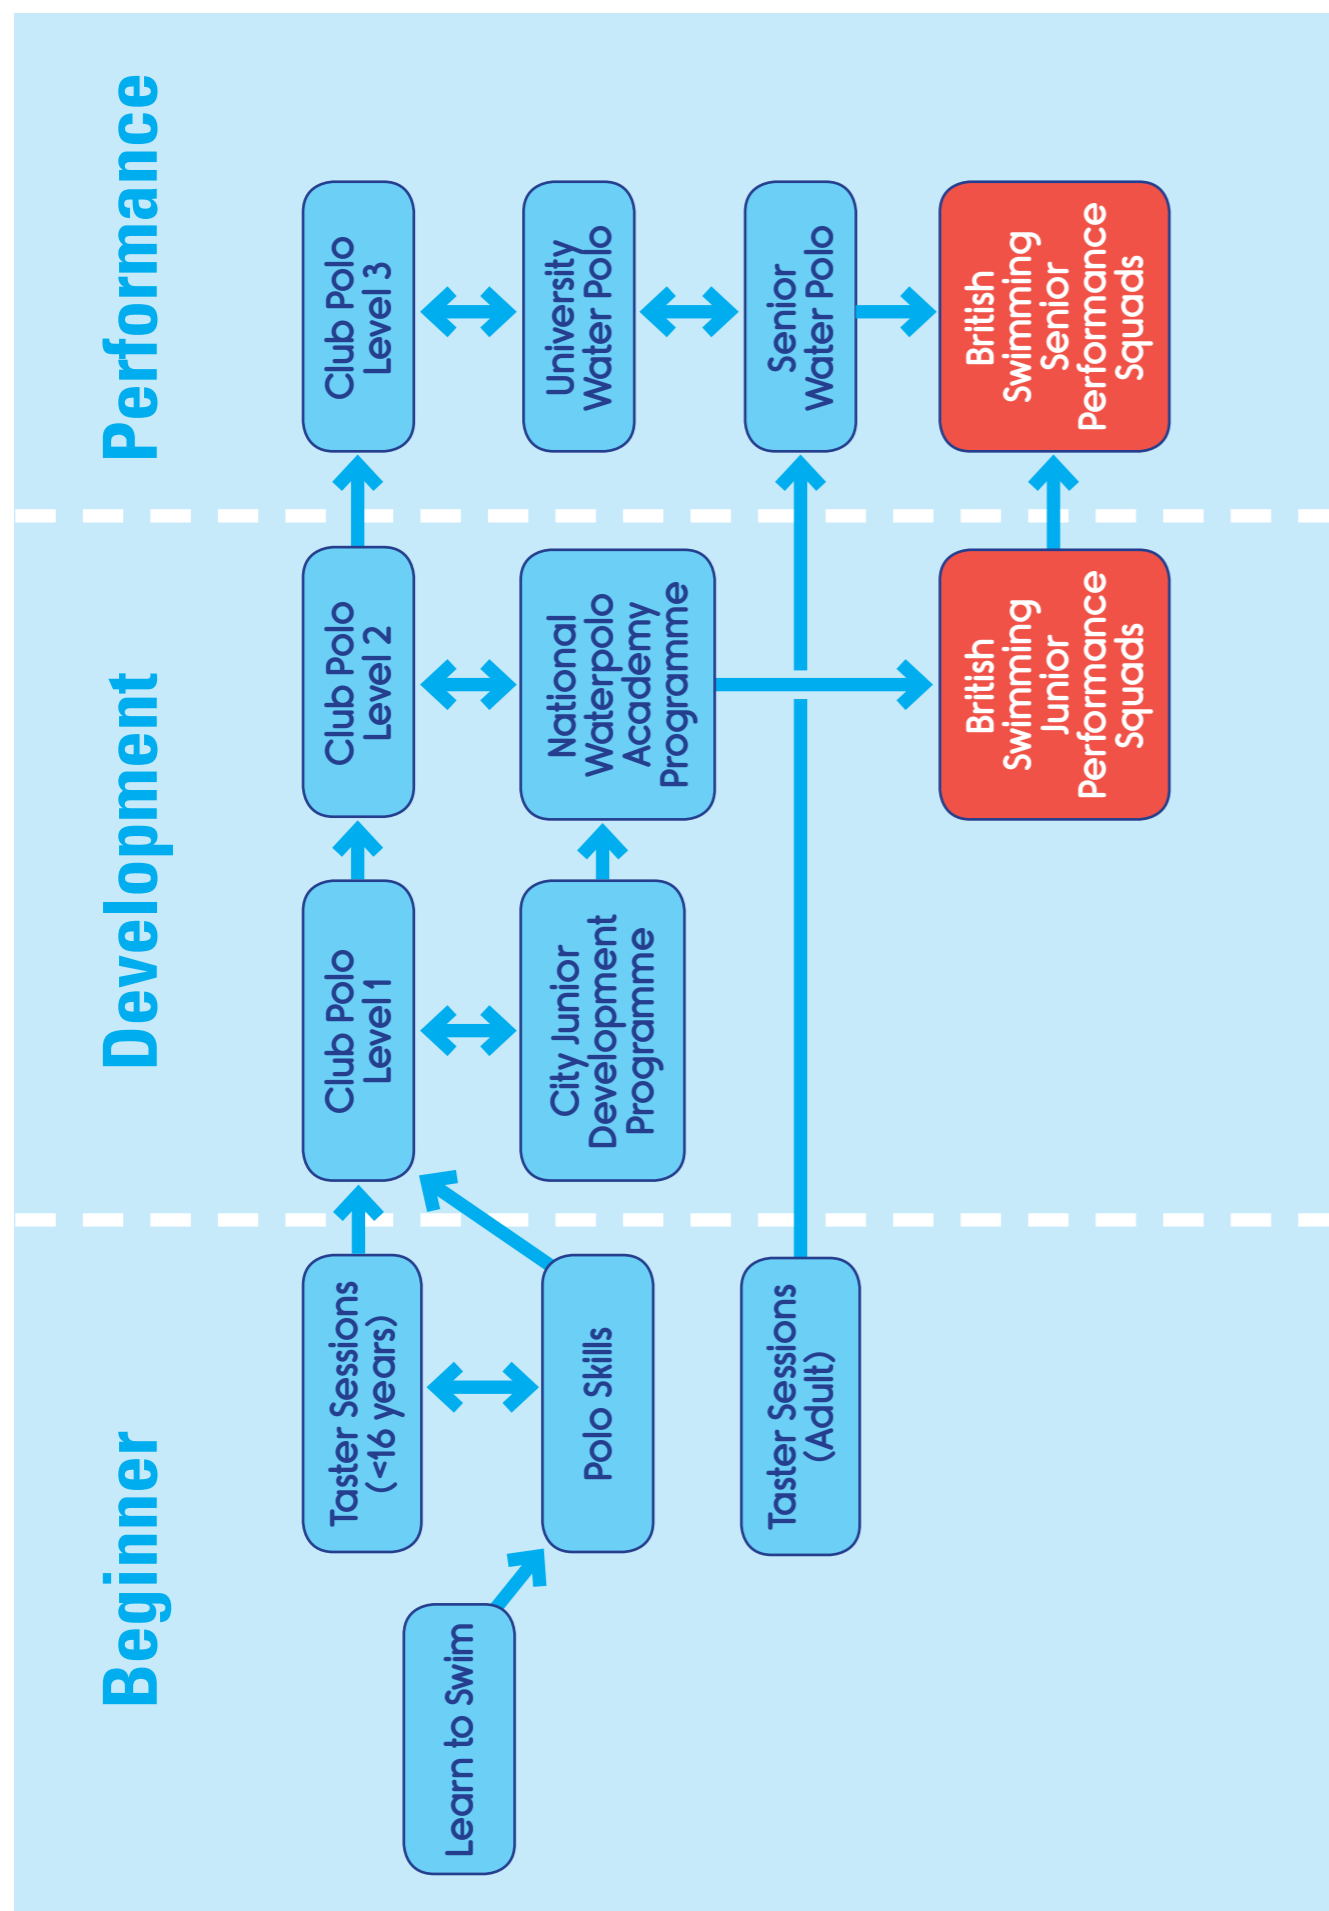 Beginner
Development
Performance
Learn to Swim
Taster Sessions
(<16 years)
Polo Skills
Taster Sessions
(Adult)
Club Polo
Level 1
City Junior
Development
Programme
Club Polo
Level 2
National
Waterpolo
Academy
Programme
British
Swimming
Junior
Performance
Squads
Club Polo
Level 3
University
Water Polo
Senior
Water Polo
British
Swimming
Senior
Performance
Squads